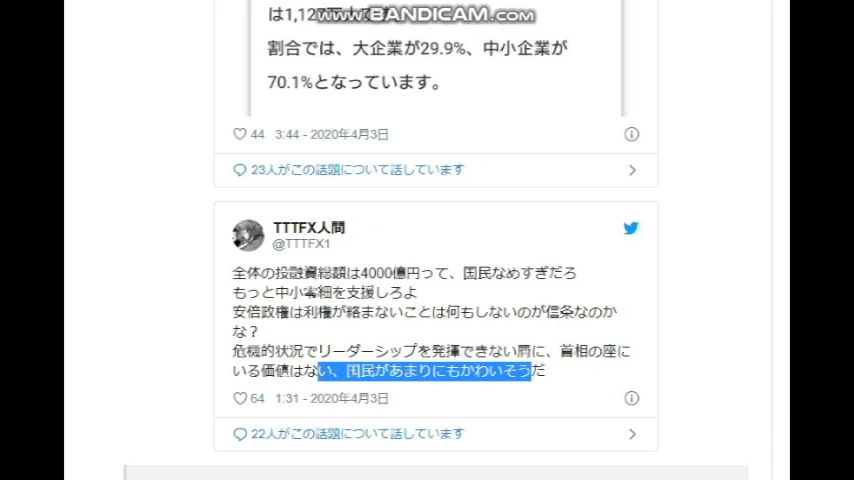 は1,127万人です。
www.BANDICAM.com
割合では、大企業が29.9%、中小企業が
70.1%となっています。
44 3:44 - 2020年4月3日
23人がこの話題について話しています
TTTFX人間
@TTTFX1
全体の投融資総額は4000億円って、国民なめすぎだろ
もっと中小零細を支援しろよ
安倍政権は利権が絡まないことは何もしないのが信条なのか
な？
危機的状況でリーダーシップを発揮できない屑に、首相の座に
いる価値はない、国民があまりにもかわいそうだ
64 1:31 - 2020年4月3日
22人がこの話題について話しています